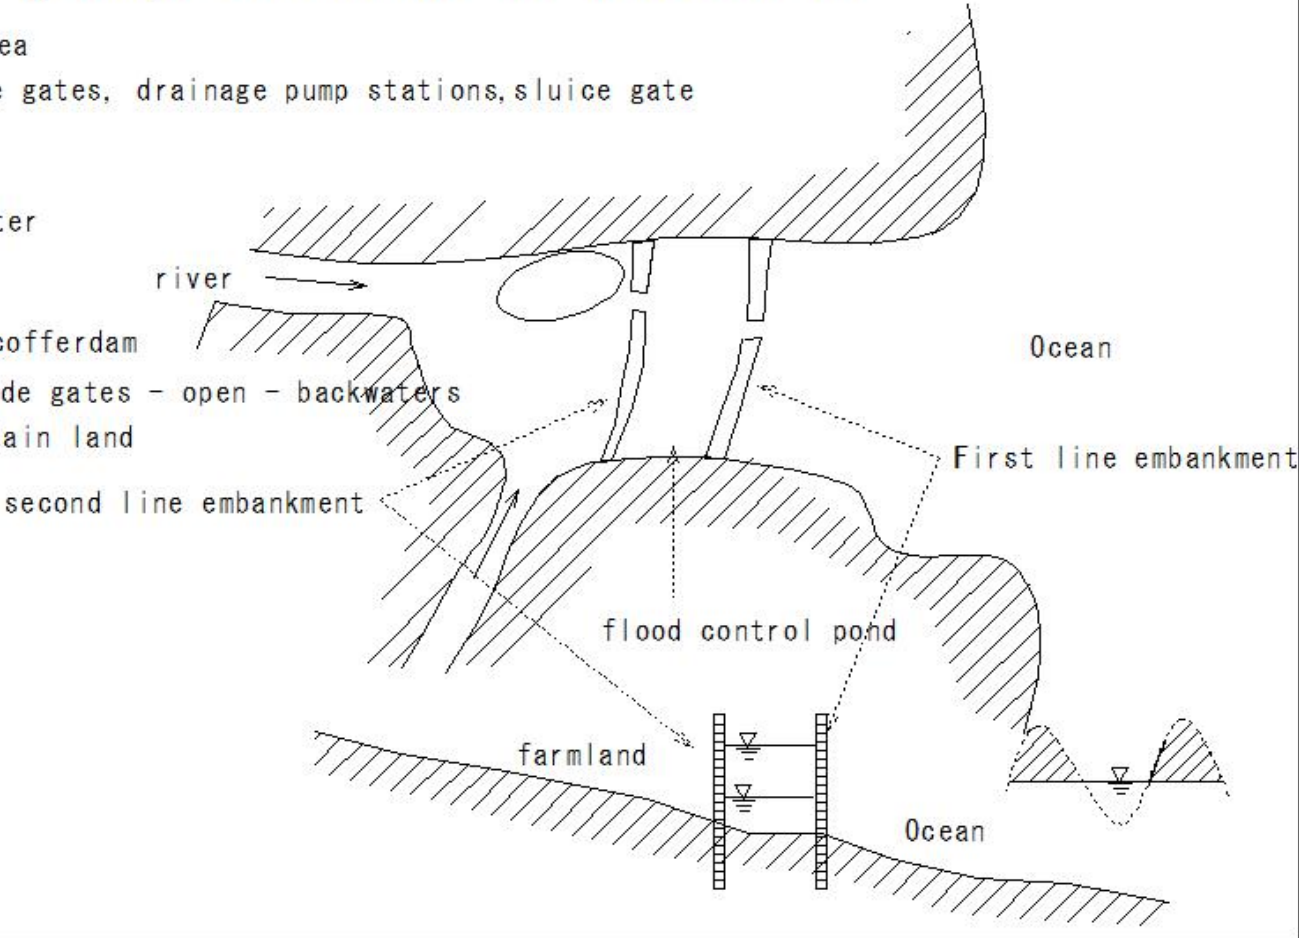 ea
gates, drainage pump stations,sluice gate
ter
river
cofferdam
Ocean
de gates - open - backwaters
ain land
First line embankment
second line embankment
flood control pond
farmland
Ocean